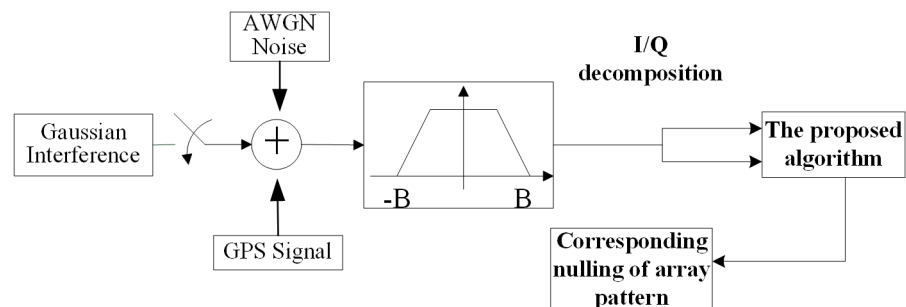 AWGN
Noise
I/Q
decomposition
Gaussian
Interference
+
The proposed
algorithm
-B
B
GPS Signal
Corresponding
nulling of array
pattern